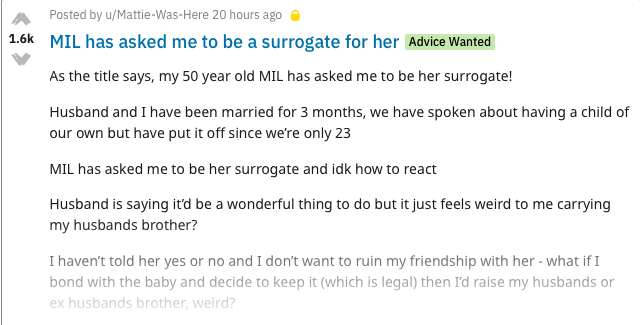 Posted by u/Mattie-Was-Here 20 hours ago
1.6k
MIL has asked me to be a surrogate for her Advice Wanted
As the title says, my 50 year old MIL has asked me to be her surrogate!
Husband and I have been married for 3 months, we have spoken about having a child of
our own but have put it off since we’re only 23
MIL has asked me to be her surrogate and idk how to react
Husband is saying it’d be a wonderful thing to do but it just feels weird to me carrying
my husbands brother?
I haven’t told her yes or no and I don’t want to ruin my friendship with her - what if I
bond with the baby and decide to keep it (which is legal) then I’d raise my husbands or
ex husbands brother, weird?